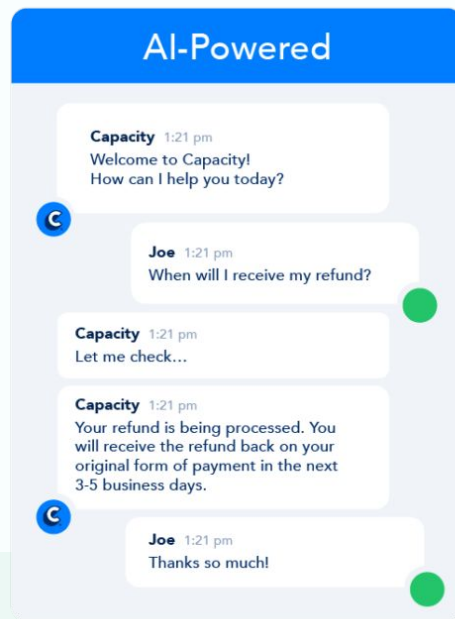 AI-Powered
Capacity 1:21 pm
Welcome to Capacity!
How can I help you today?
C
Joe 1:21 pm
When will I receive my refund?
Capacity 1:21 pm
Let me check...
Capacity 1:21 pm
Your refund is being processed. You
will receive the refund back on your
original form of payment in the next
3-5 business days.
C
Joe 1:21 pm
Thanks so much!